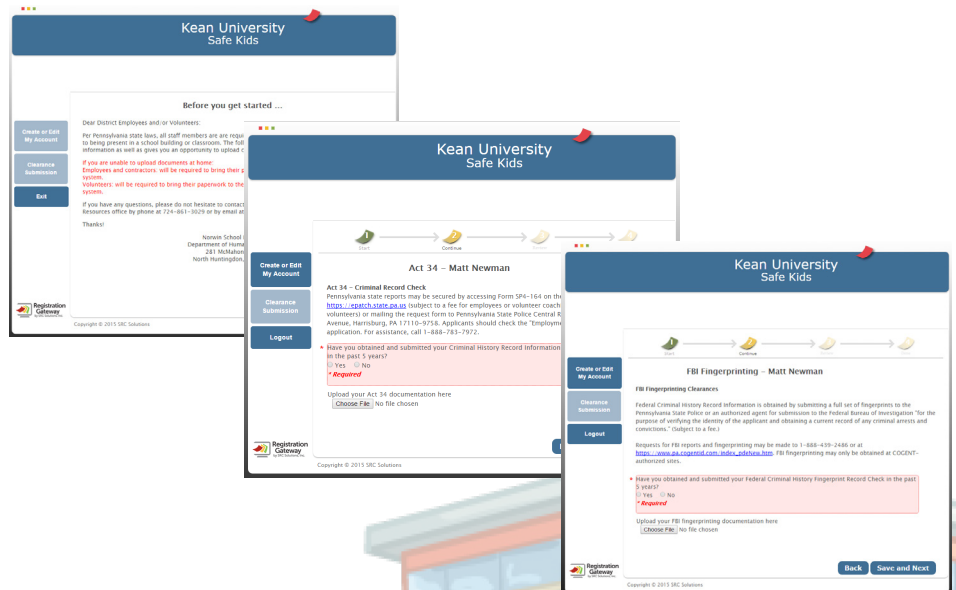 Kean University
Safe Kids
Before you get started ...
Create or Edit
My Account
Clearance
Submission
Exit
Dear District Employees and/or Volunteers:
Per Pennsylvania state laws, all staff members are are requi
to being present in a school building or classroom. The foll
information as well as gives you an opportunity to upload c
If you are unable to upload documents at home:
Employees and contractors: will be required to bring their p
system.
Volunteers: will be required to bring their paperwork to the
system.
If you have any questions, please do not hesitate to contact
Resources office by phone at 724-861-3029 or by email at
Thanks!
Norwin School
Department of Huma
281 McMahon
North Huntingdon,
Registration
Gateway
by SRC Solutions, Inc.
Copyright © 2015 SRC Solutions
Kean University
Safe Kids
Start
Continue
Create or Edit
My Account
Clearance
Submission
Logout
Act 34 - Matt Newman
Act 34 - Criminal Record Check
Pennsylvania state reports may be secured by accessing Form SP4-164 on the
https://epatch.state.pa.us (subject to a fee for employees or volunteer coach
volunteers) or mailing the request form to Pennsylvania State Police Central R
Avenue, Harrisburg, PA 17110-9758. Applicants should check the "Employme
application. For assistance, call 1-888-783-7972.
* Have you obtained and submitted your Criminal History Record Information
in the past 5 years?
Yes No
* Required
Upload your Act 34 documentation here
Choose File No file chosen
Registration
Gateway
by SRC Solutions, Inc.
Copyright © 2015 SRC Solutions
Kean University
Safe Kids
Start
Continue
Create or Edit
My Account
Clearance
Submission
Logout
FBI Fingerprinting - Matt Newman
FBI Fingerprinting Clearances
Federal Criminal History Record Information is obtained by submitting a full set of fingerprints to the
Pennsylvania State Police or an authorized agent for submission to the Federal Bureau of Investigation "for the
purpose of verifying the identity of the applicant and obtaining a current record of any criminal arrests and
convictions." (Subject to a fee.)
Requests for FBI reports and fingerprinting may be made to 1-888-439-2486 or at
https://www.pa.cogentid.com/index_pdeNew.htm. FBI fingerprinting may only be obtained at COGENT-
authorized sites.
* Have you obtained and submitted your Federal Criminal History Fingerprint Record Check in the past
5 years?
Yes No
* Required
Upload your FBI fingerprinting documentation here
Choose File No file chosen
Back
Save and Next
Registration
Gateway
by SRC Solutions, Inc.
Copyright © 2015 SRC Solutions